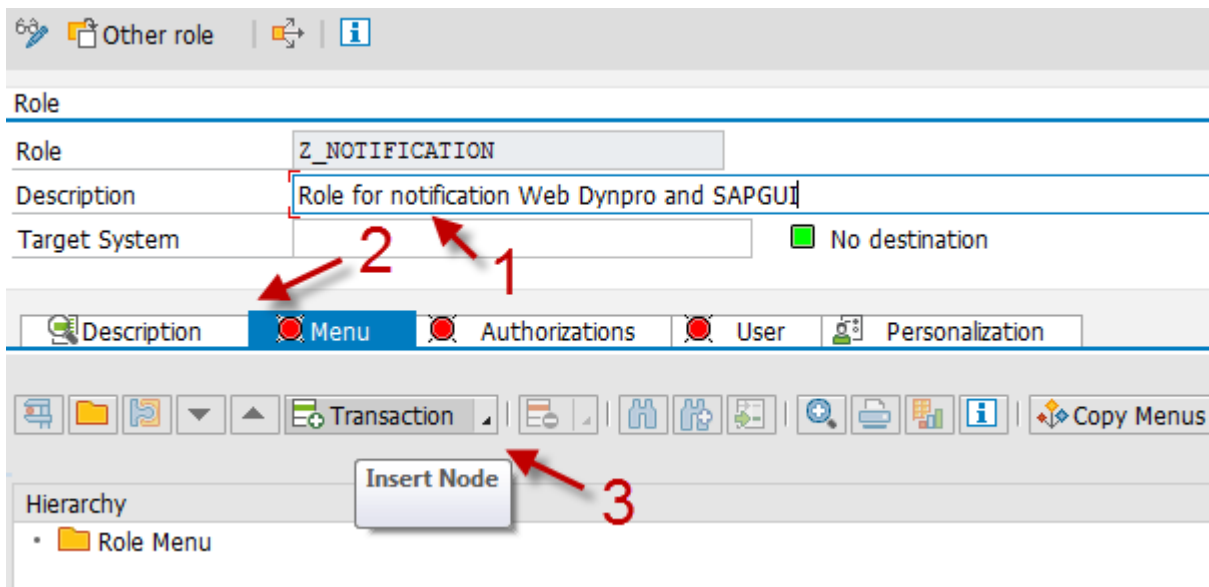 Other role
Role
Role Z_NOTIFICATION
Description Role for notification Web Dynpro and SAPGUI
Target System No destination
2
1
Description Menu Authorizations User Personalization
Transaction Copy Menus
Insert Node
3
Hierarchy
Role Menu